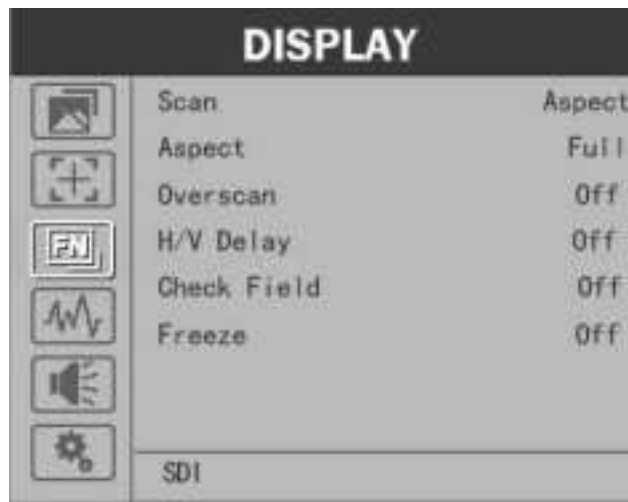 DISPLAY
Scan Aspect
Aspect Full
Overscan Off
FN H/V Delay Off
Check Field Off
Freeze Off
SDI